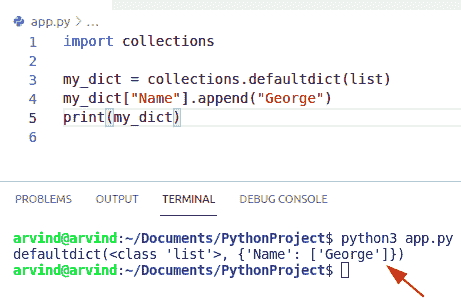 app.py > ...
1 import collections
2
3 my_dict = collections.defaultdict(list)
4 my_dict["Name"].append("George")
5 print(my_dict)
6
PROBLEMS OUTPUT TERMINAL DEBUG CONSOLE
arvind@arvind:~/Documents/PythonProject$ python3 app.py
defaultdict(<class 'list'>, {'Name': ['George']})
arvind@arvind:~/Documents/PythonProject$